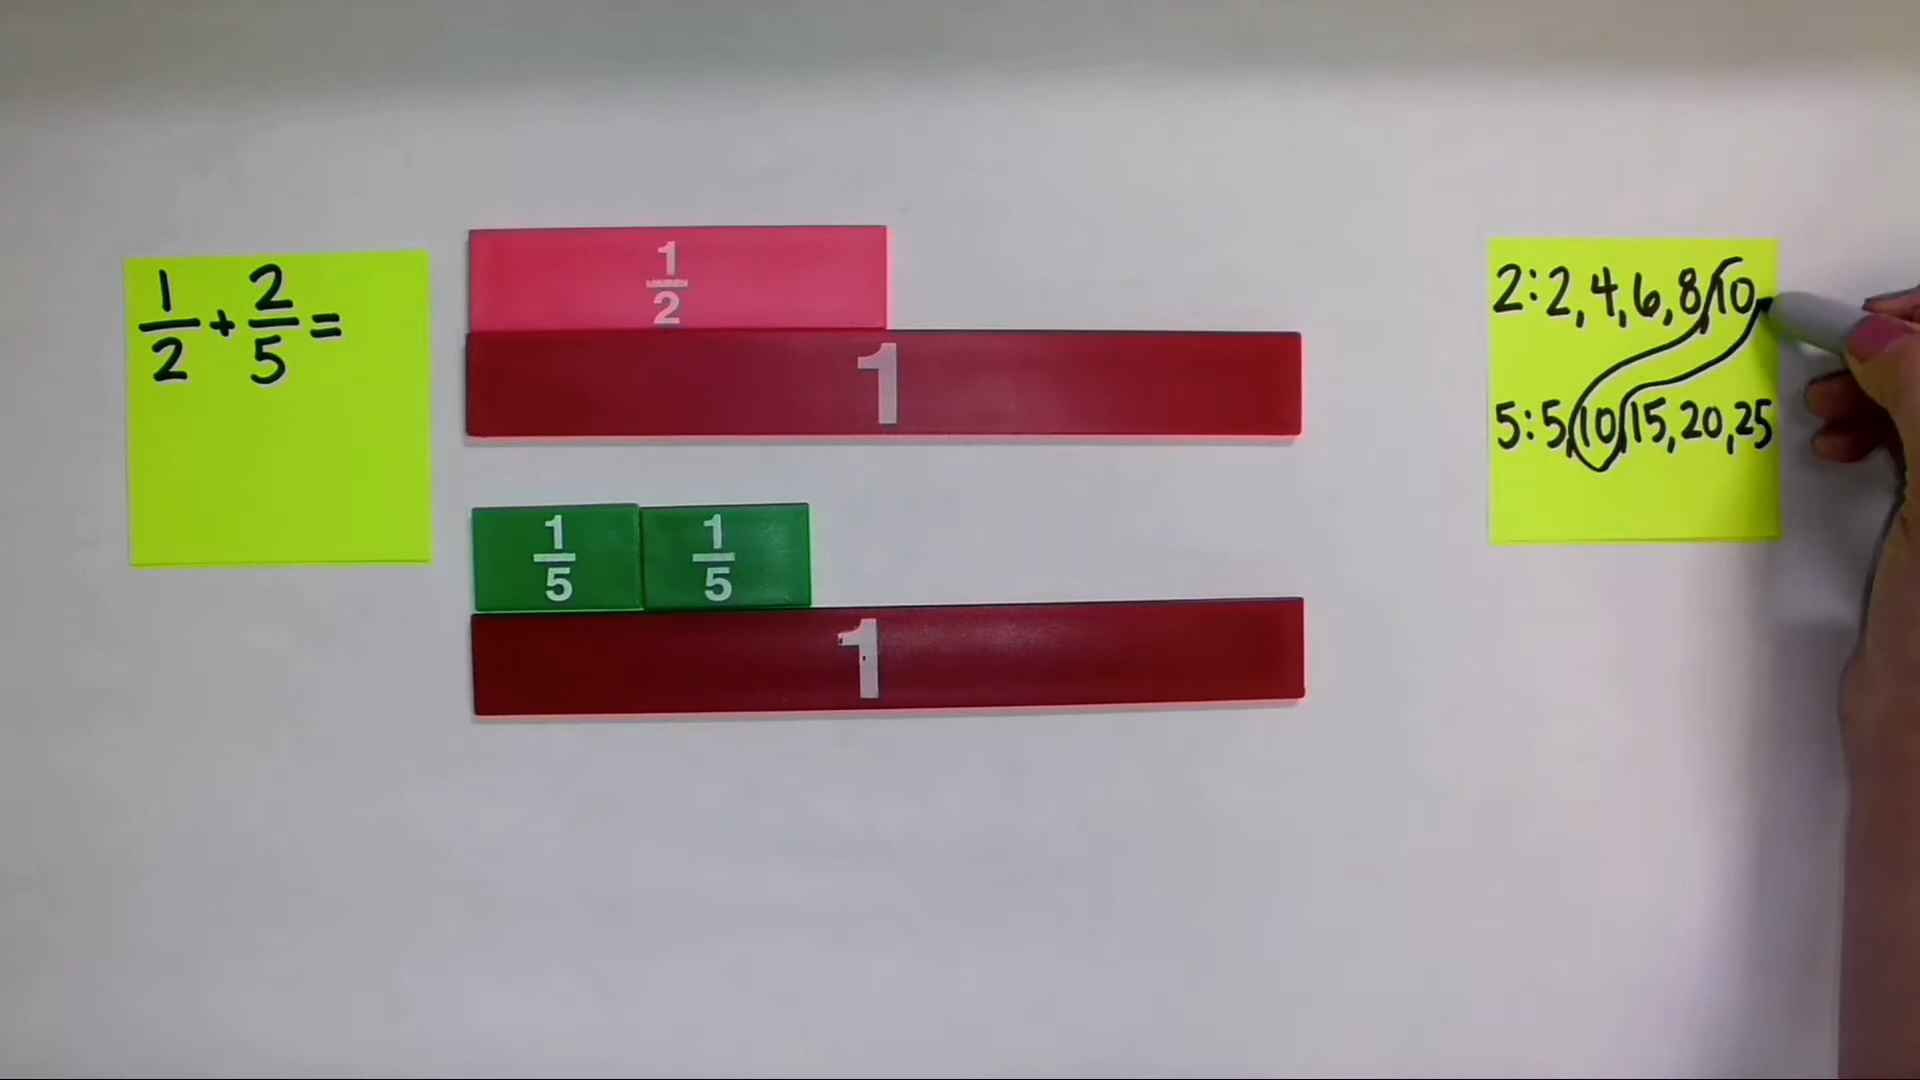 1/2 + 2/5 =
1/2
1
1/5 1/5
1
2: 2, 4, 6, 8, 10,
5: 5, 10, 15, 20, 25